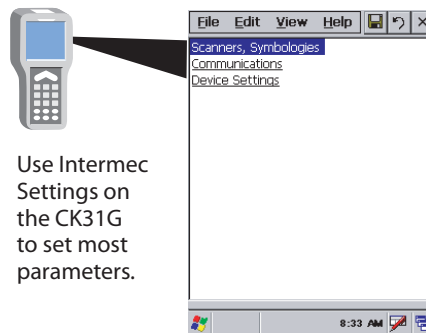 File Edit View Help
Scanners, Symbologies
Communications
Device Settings
Use Intermec
Settings on
the CK31G
to set most
parameters.
8:33 AM